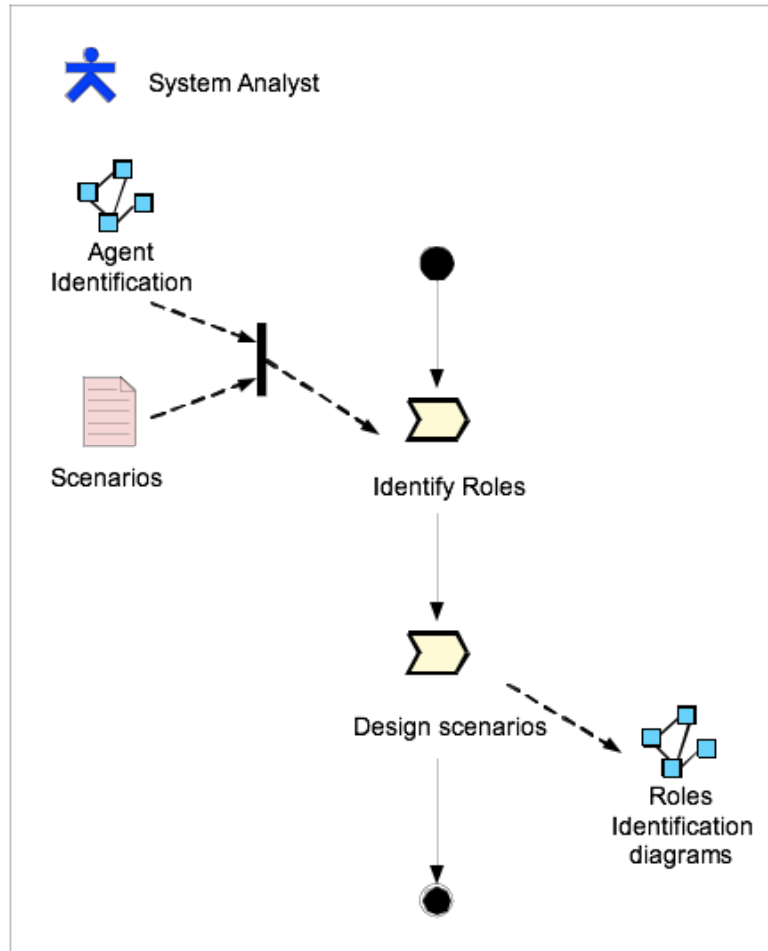 System Analyst
Agent
Identification
Scenarios
Identify Roles
Design scenarios
Roles
Identification
diagrams